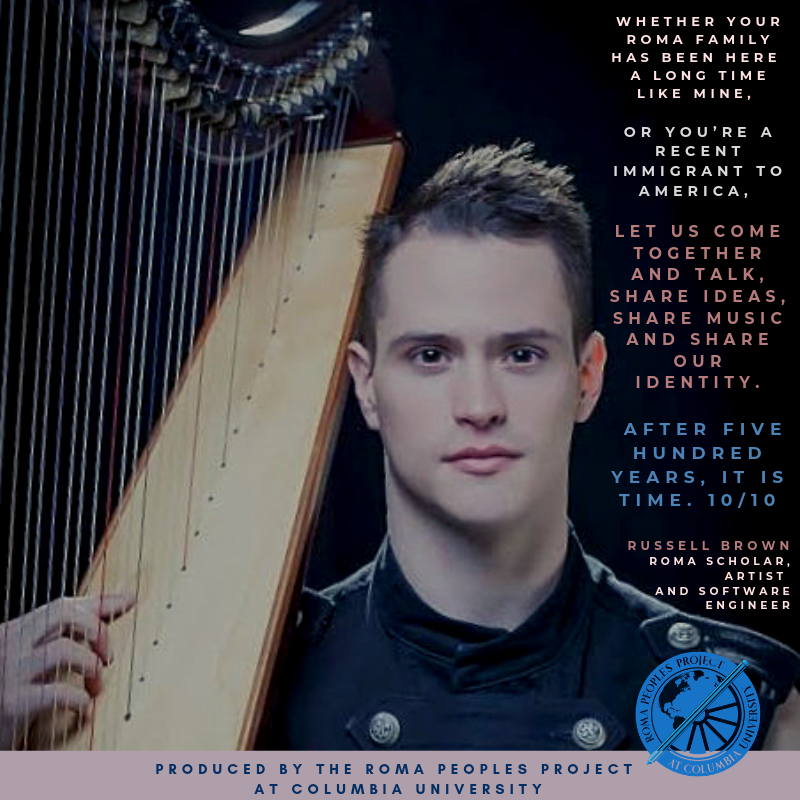 WHETHER YOUR
ROMA FAMILY
HAS BEEN HERE
A LONG TIME
LIKE MINE,
OR YOU'RE A
RECENT
IMMIGRANT TO
AMERICA,
LET US COME
TOGETHER
AND TALK,
SHARE IDEAS,
SHARE MUSIC
AND SHARE
OUR
IDENTITY.
AFTER FIVE
HUNDRED
YEARS, IT IS
TIME. 10/10
RUSSELL BROWN
ROMA SCHOLAR,
ARTIST
AND SOFTWARE
ENGINEER
ROMA PEOPLES PROJECT
AT COLUMBIA UNIVERSITY
PRODUCED BY THE ROMA PEOPLES PROJECT
AT COLUMBIA UNIVERSITY